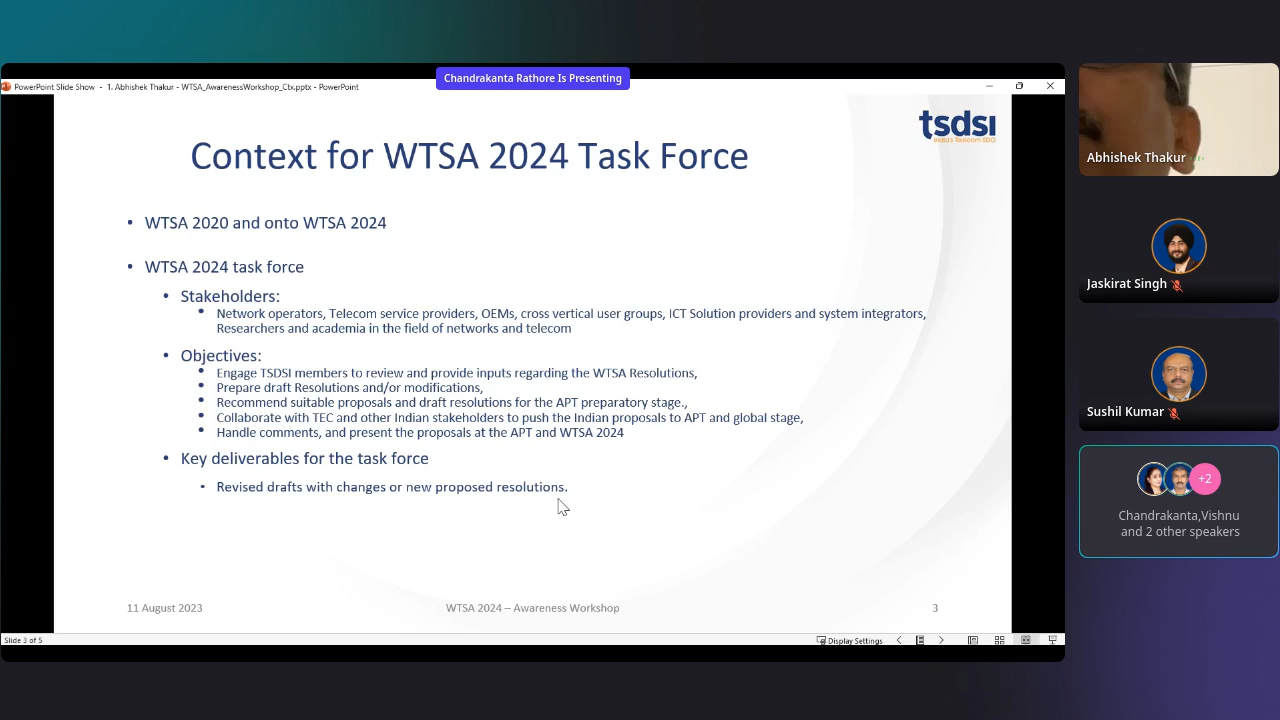 Chandrakanta Rathore Is Presenting
PowerPoint Slide Show - 1. Abhishek Thakur - WTSA_AwarenessWorkshop_Ctx.pptx - PowerPoint
tsdsi
India's Telecom SDO
Context for WTSA 2024 Task Force
• WTSA 2020 and onto WTSA 2024
• WTSA 2024 task force
• Stakeholders:
• Network operators, Telecom service providers, OEMs, cross vertical user groups, ICT Solution providers and system integrators,
Researchers and academia in the field of networks and telecom
• Objectives:
• Engage TSDSI members to review and provide inputs regarding the WTSA Resolutions,
• Prepare draft Resolutions and/or modifications,
• Recommend suitable proposals and draft resolutions for the APT preparatory stage.,
• Collaborate with TEC and other Indian stakeholders to push the Indian proposals to APT and global stage,
• Handle comments, and present the proposals at the APT and WTSA 2024
• Key deliverables for the task force
• Revised drafts with changes or new proposed resolutions.
11 August 2023
WTSA 2024 – Awareness Workshop
3
Slide 3 of 5
Display Settings
Abhishek Thakur
Jaskirat Singh
Sushil Kumar
+2
Chandrakanta,Vishnu
and 2 other speakers